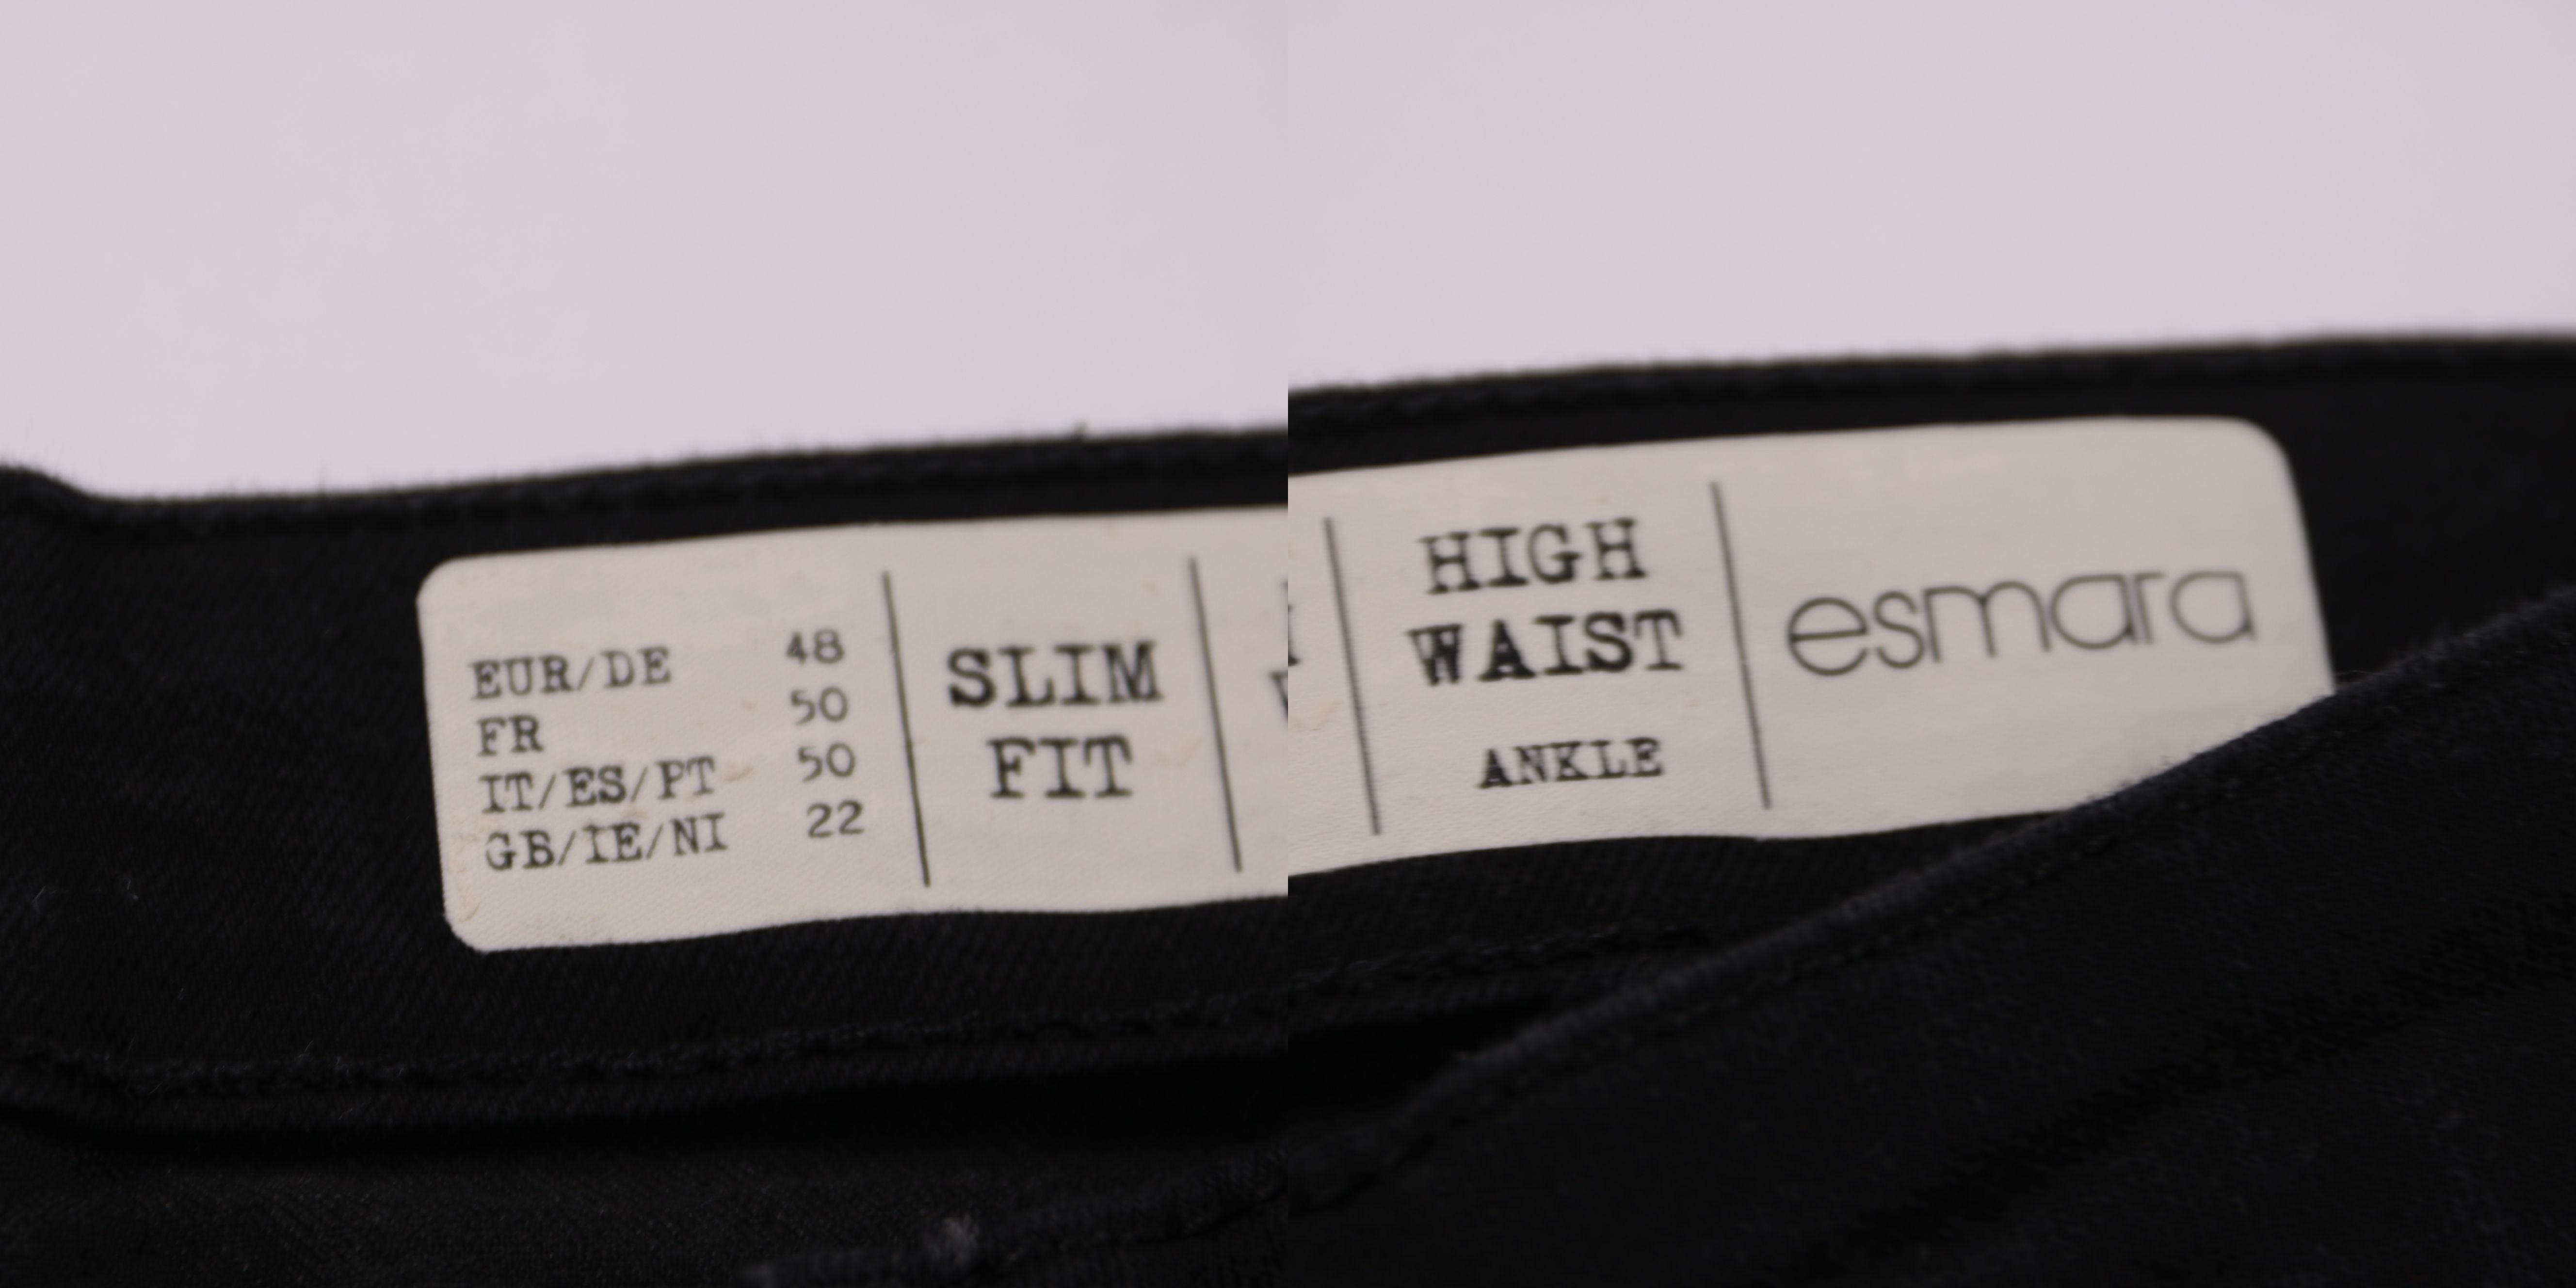 EUR/DE 48
FR 50
IT/ES/PT 50
GB/IE/NI 22
SLIM
FIT
HIGH
WAIST
ANKLE
esmara